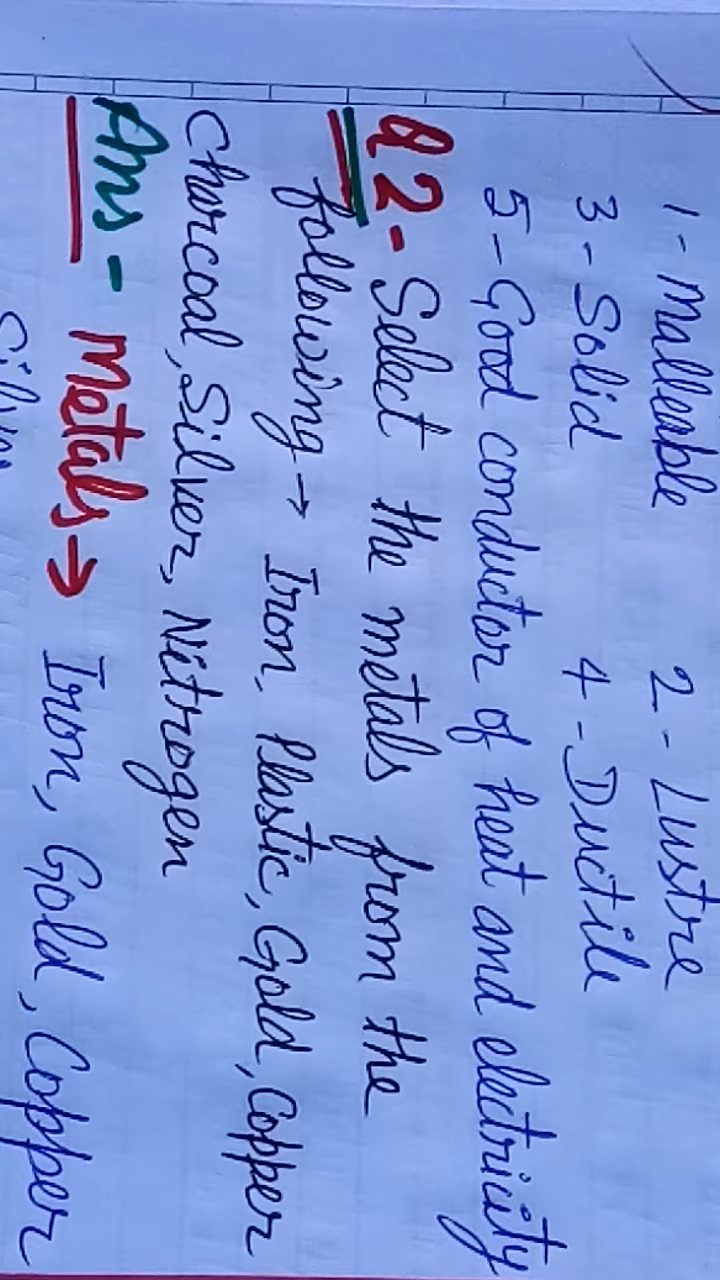 1 - Malleable 2 - Lustre
3 - Solid 4 - Ductile
5 - Good conductor of heat and electricity
Q2 - Select the metals from the
following → Iron, Plastic, Gold, Copper
Charcoal, Silver, Nitrogen
Ans - Metals → Iron, Gold, Copper